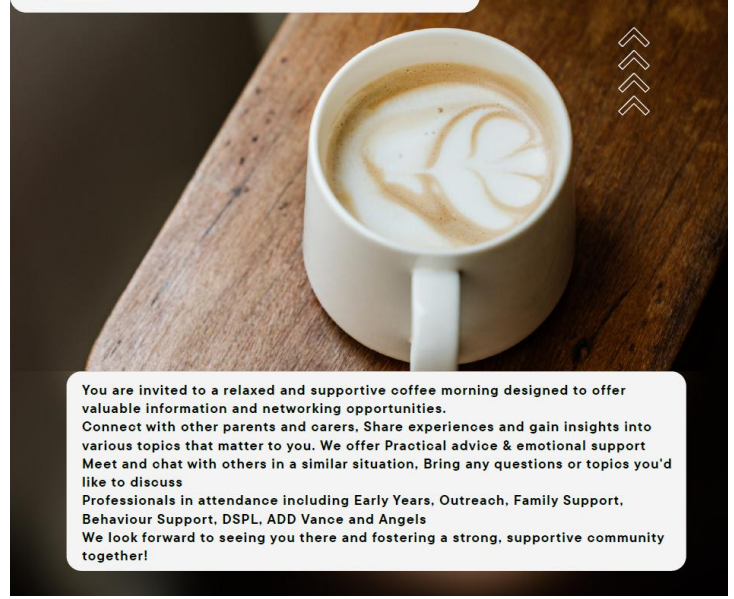 You are invited to a relaxed and supportive coffee morning designed to offer
valuable information and networking opportunities.
Connect with other parents and carers, Share experiences and gain insights into
various topics that matter to you. We offer Practical advice & emotional support
Meet and chat with others in a similar situation, Bring any questions or topics you'd
like to discuss
Professionals in attendance including Early Years, Outreach, Family Support,
Behaviour Support, DSPL, ADD Vance and Angels
We look forward to seeing you there and fostering a strong, supportive community
together!